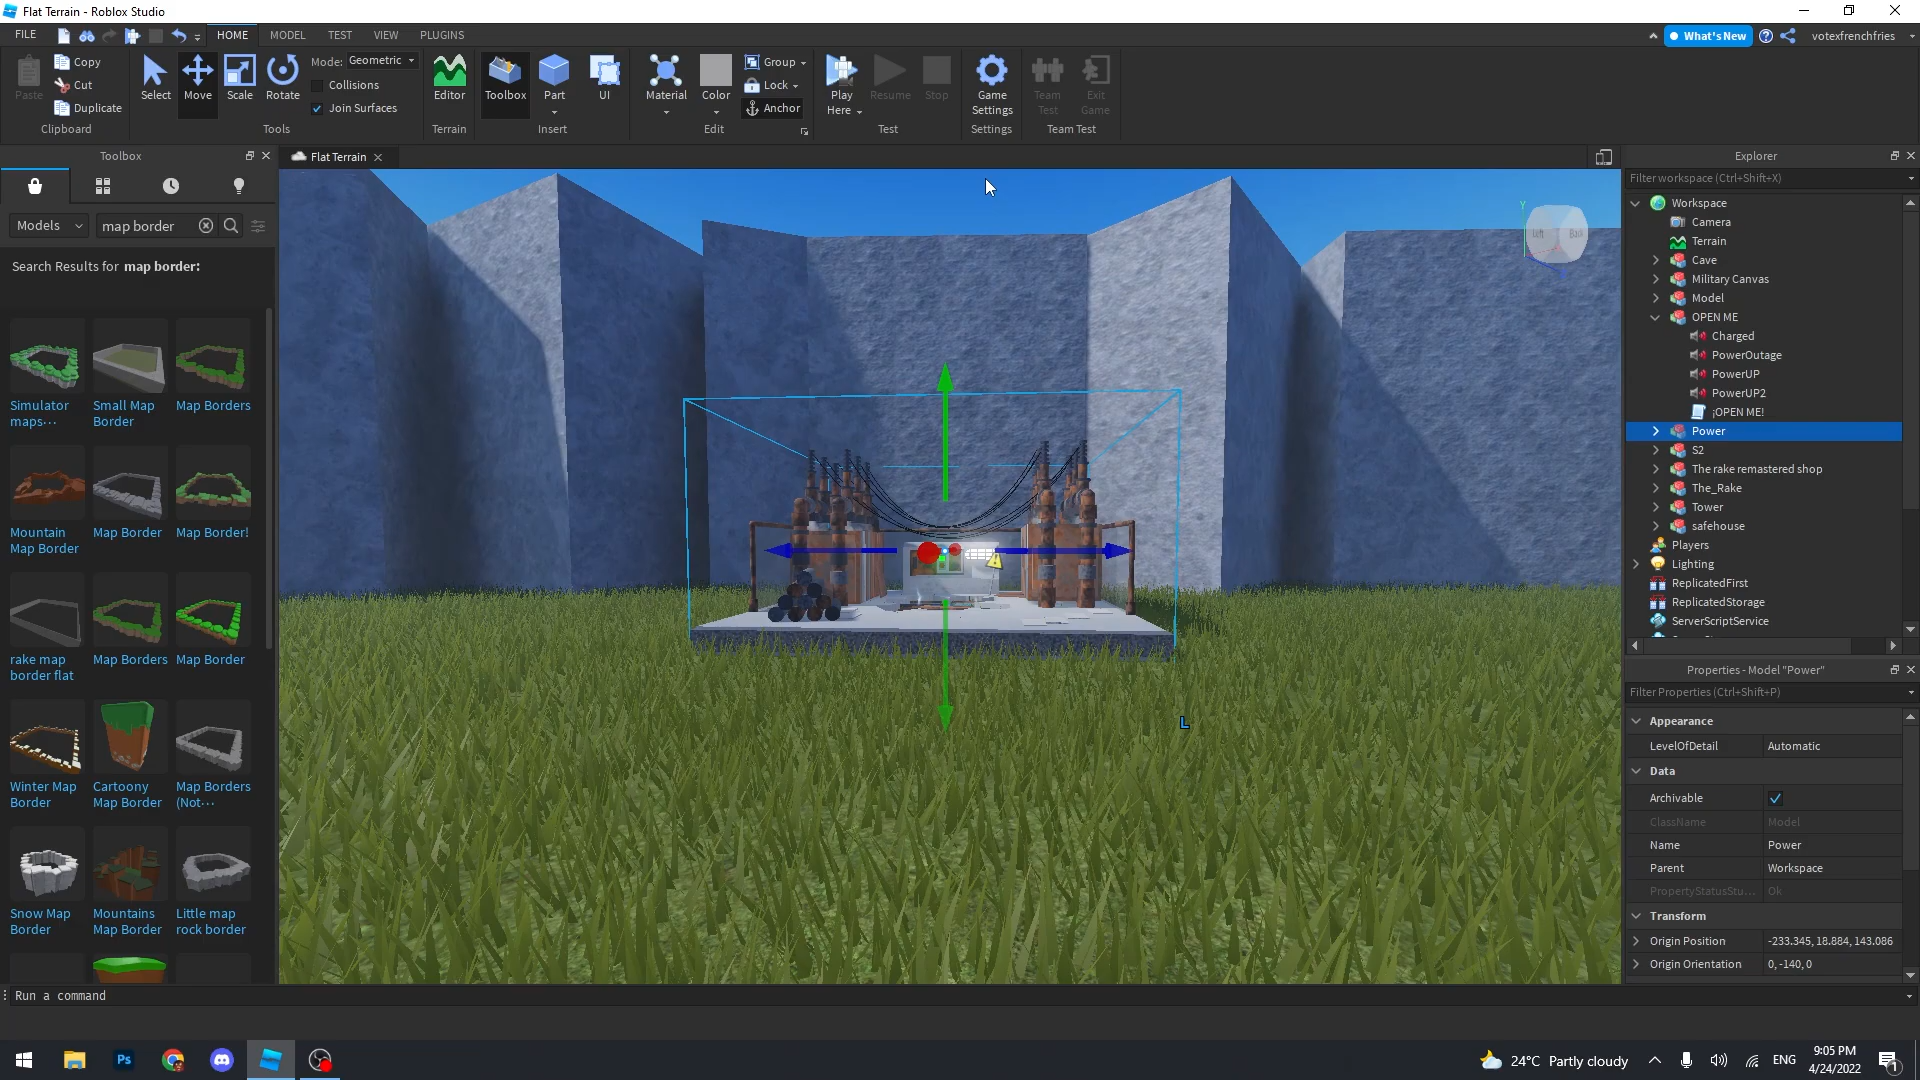 Flat Terrain - Roblox Studio
FILE
HOME
MODEL
TEST
VIEW
PLUGINS
What's New
votexfrenchfries
Paste
Copy
Cut
Duplicate
Clipboard
Select
Move
Scale
Rotate
Mode: Geometric
Collisions
Join Surfaces
Tools
Editor
Terrain
Toolbox
Part
UI
Insert
Material
Color
Group
Lock
Anchor
Edit
Play
Here
Resume
Stop
Test
Game
Settings
Settings
Team
Test
Exit
Game
Team Test
Toolbox
Models
map border
Search Results for map border:
Simulator
maps...
Small Map
Border
Map Borders
Mountain
Map Border
Map Border
Map Border!
rake map
border flat
Map Borders
Map Border
Winter Map
Border
Cartoony
Map Border
Map Borders
(Not...
Snow Map
Border
Mountains
Map Border
Little map
rock border
Flat Terrain
Y
Left
Back
L
Explorer
Filter workspace (Ctrl+Shift+X)
Workspace
Camera
Terrain
Cave
Military Canvas
Model
OPEN ME
Charged
PowerOutage
PowerUP
PowerUP2
¡OPEN ME!
Power
S2
The rake remastered shop
The_Rake
Tower
safehouse
Players
Lighting
ReplicatedFirst
ReplicatedStorage
ServerScriptService
Properties - Model "Power"
Filter Properties (Ctrl+Shift+P)
Appearance
LevelOfDetail Automatic
Data
Archivable
ClassName Model
Name Power
Parent Workspace
PropertyStatusStu... Ok
Transform
Origin Position -233.345, 18.884, 143.086
Origin Orientation 0, -140, 0
Run a command
Ps
24°C Partly cloudy
ENG
9:05 PM
4/24/2022
1